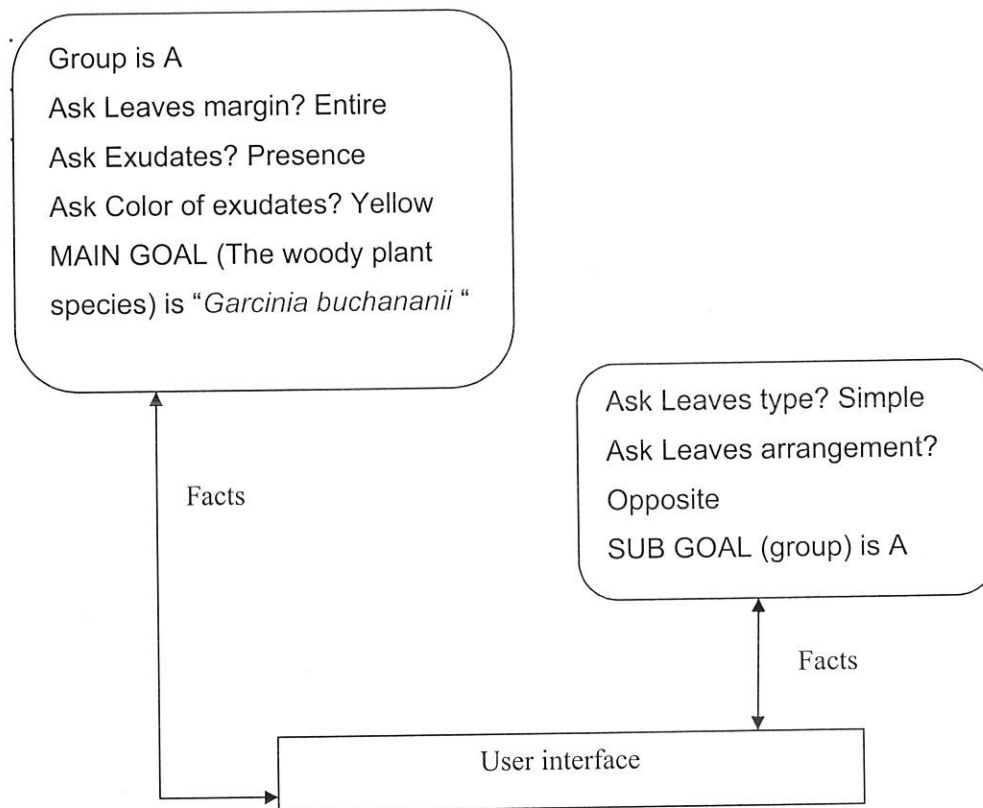 Group is A
Ask Leaves margin? Entire
Ask Exudates? Presence
Ask Color of exudates? Yellow
MAIN GOAL (The woody plant
species) is “Garcinia buchananii “
Ask Leaves type? Simple
Ask Leaves arrangement?
Opposite
SUB GOAL (group) is A
Facts
Facts
User interface